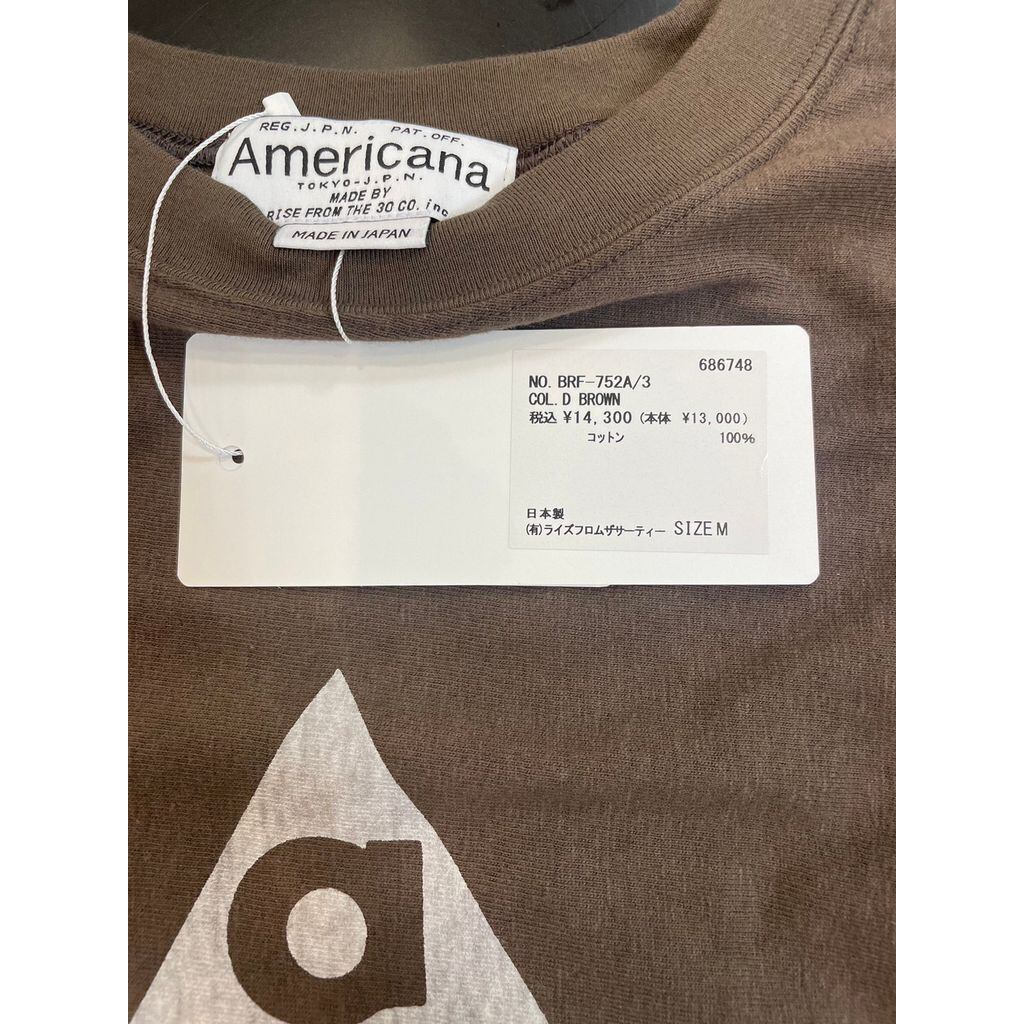 REG.J.P.N. PAT.OFF.
Americana
TOKYO-J.P.N.
MADE BY
RISE FROM THE 30 CO. inc
MADE IN JAPAN
686748
NO. BRF-752A/3
COL. D BROWN
税込 ¥14,300 (本体 ¥13,000)
コットン 100%
日本製
(有)ライズフロムザサーティー SIZE M
a